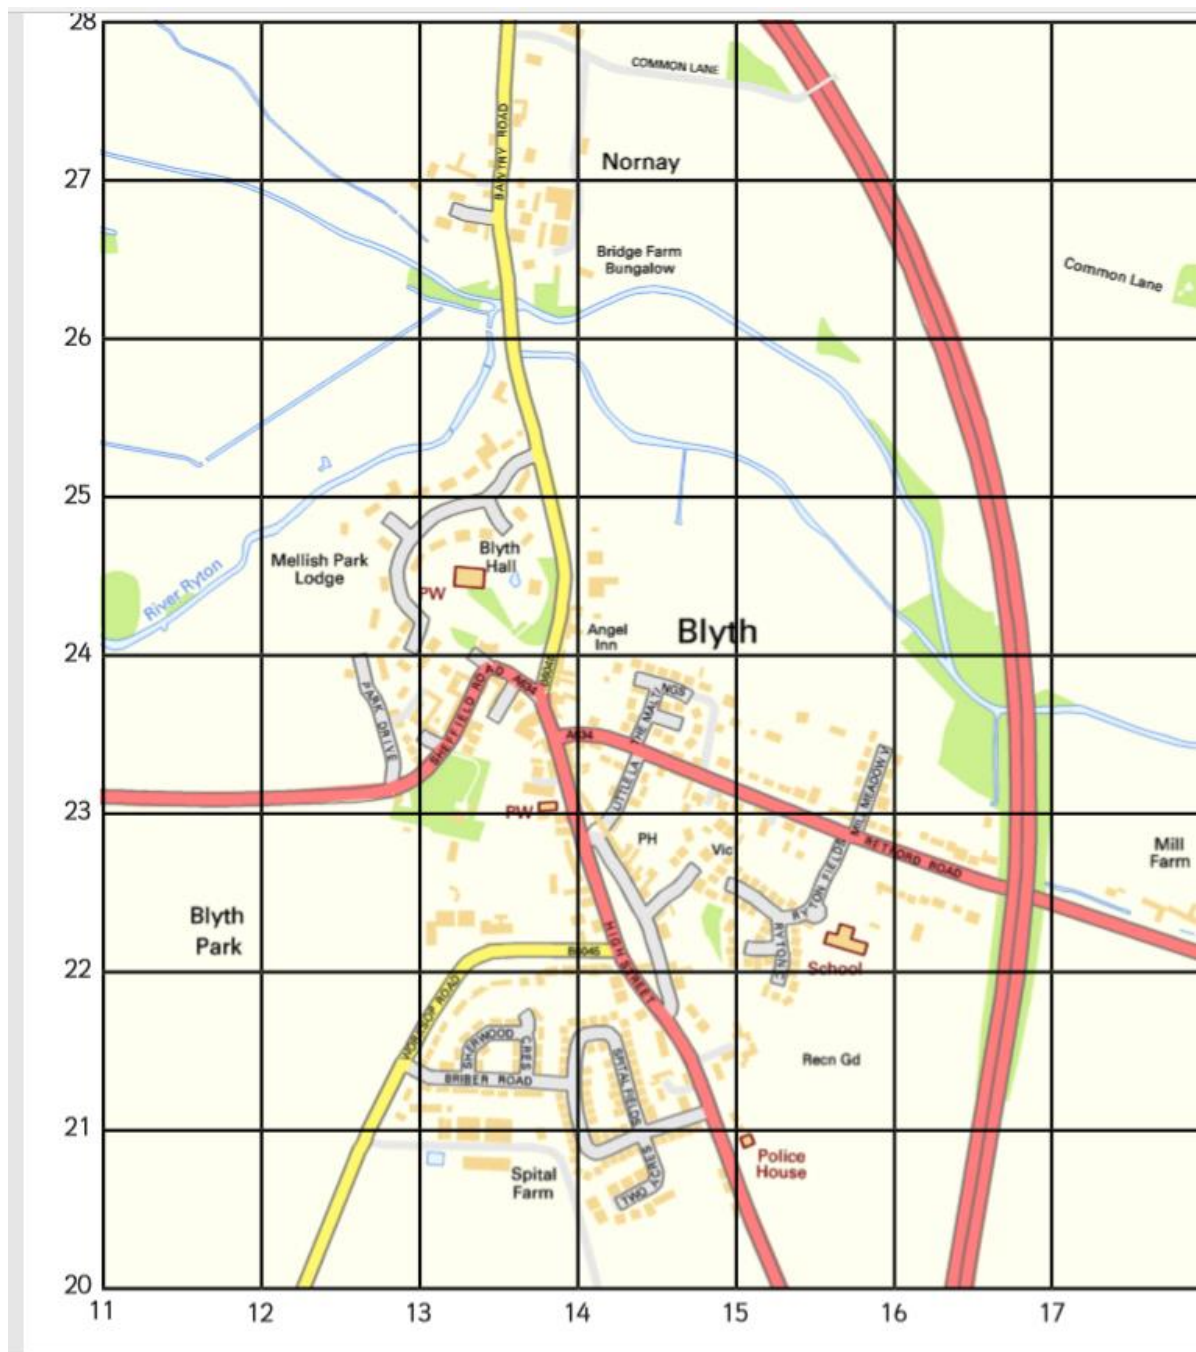 28
COMMON LANE
BAWTRY ROAD
Nornay
27
Bridge Farm
Bungalow
Common Lane
26
25
Mellish Park
Lodge
Blyth
Hall
PW
River Ryton
Angel
Inn
Blyth
24
B6045
A634
SHEFFIELD ROAD
PARK DRIVE
THE MALTINGS
A634
LITTLE LA
MILL MEADOW V
23
PW
PH
Vic
RETFORD ROAD
Mill
Farm
RYTON FIELDS
Blyth
Park
HIGH STREET
B6045
RYTON
School
22
WORKSOP ROAD
SHERWOOD
CRES
BRIBER ROAD
SPITAL FIELDS
Recn Gd
21
Police
House
Spital
Farm
OWL
ACRES
20
11
12
13
14
15
16
17